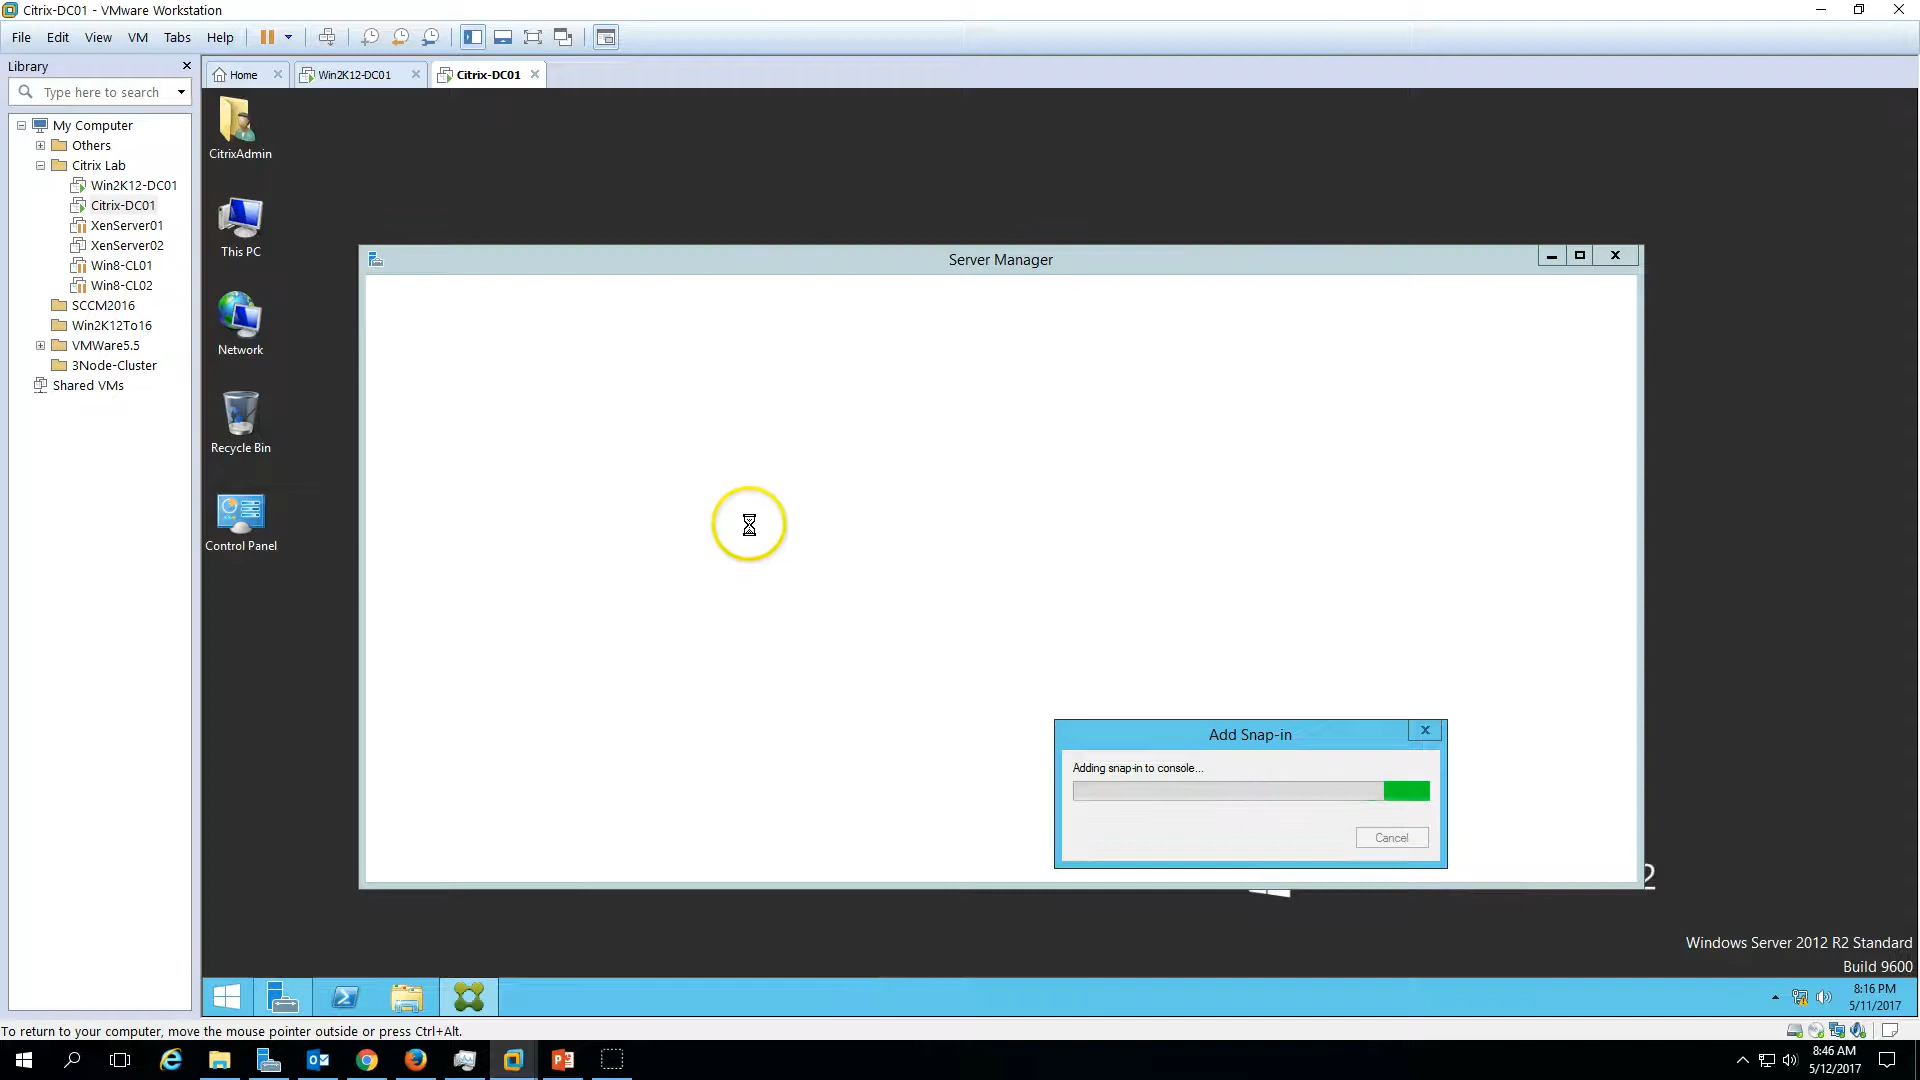 Citrix-DC01 - VMware Workstation
File Edit View VM Tabs Help
Library
Type here to search
My Computer
Others
Citrix Lab
Win2K12-DC01
Citrix-DC01
XenServer01
XenServer02
Win8-CL01
Win8-CL02
SCCM2016
Win2K12To16
VMWare5.5
3Node-Cluster
Shared VMs
Home Win2K12-DC01 Citrix-DC01
CitrixAdmin
This PC
Network
Recycle Bin
Control Panel
Server Manager
Add Snap-in
Adding snap-in to console...
Cancel
2
Windows Server 2012 R2 Standard
Build 9600
8:16 PM
5/11/2017
To return to your computer, move the mouse pointer outside or press Ctrl+Alt.
8:46 AM
5/12/2017